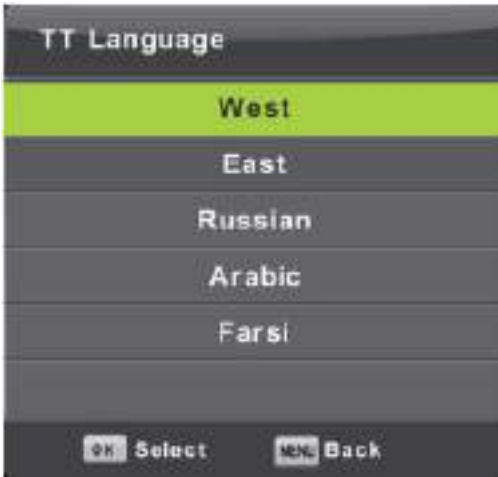 TT Language
West
East
Russian
Arabic
Farsi
OK Select MENU Back